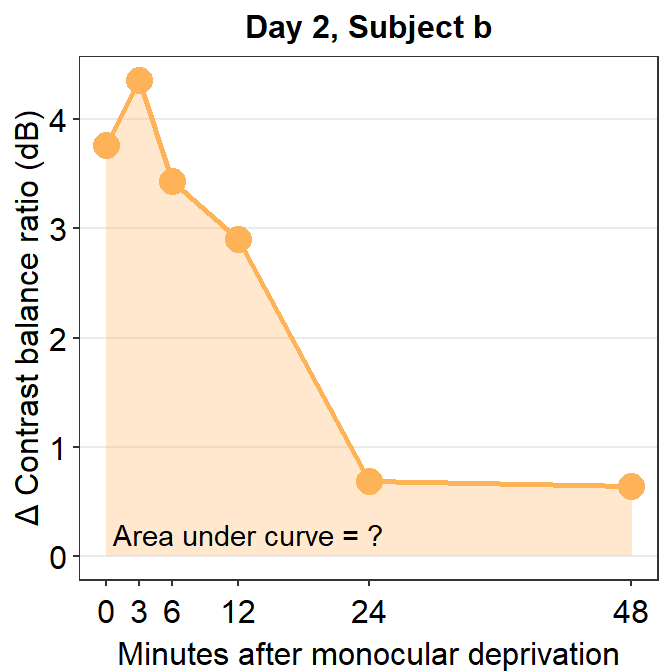 Day 2, Subject b
Δ Contrast balance ratio (dB)
4
3
2
1
0
Area under curve = ?
0 3 6 12 24 48
Minutes after monocular deprivation